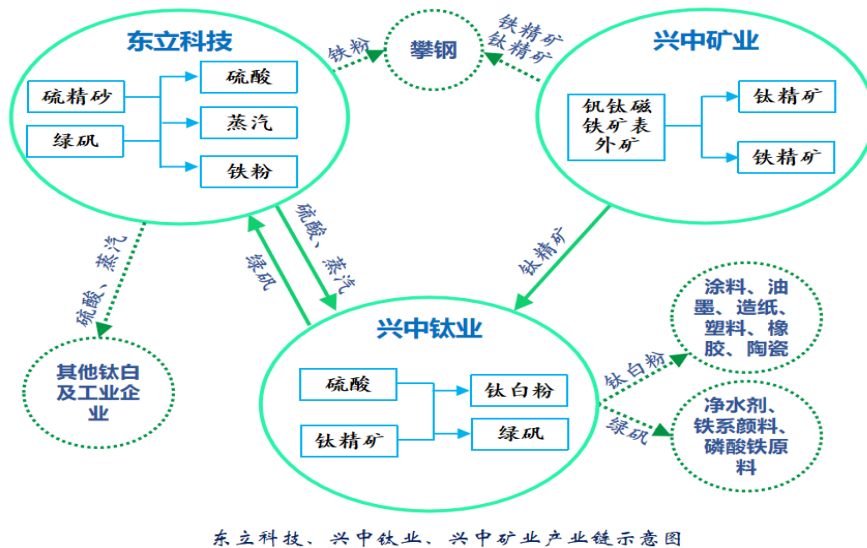 东立科技
硫精砂
绿矾
硫酸
蒸汽
铁粉
铁粉
攀钢
铁精矿
钛精矿
兴中矿业
钒钛磁
铁矿表
外矿
钛精矿
铁精矿
硫酸、蒸汽
绿矾
硫酸、蒸汽
钛精矿
其他钛白
及工业企
业
兴中钛业
硫酸
钛精矿
钛白粉
绿矾
钛白粉
绿矾
涂料、油
墨、造纸、
塑料、橡
胶、陶瓷
净水剂、
铁系颜料、
磷酸铁原
料
东立科技、兴中钛业、兴中矿业产业链示意图